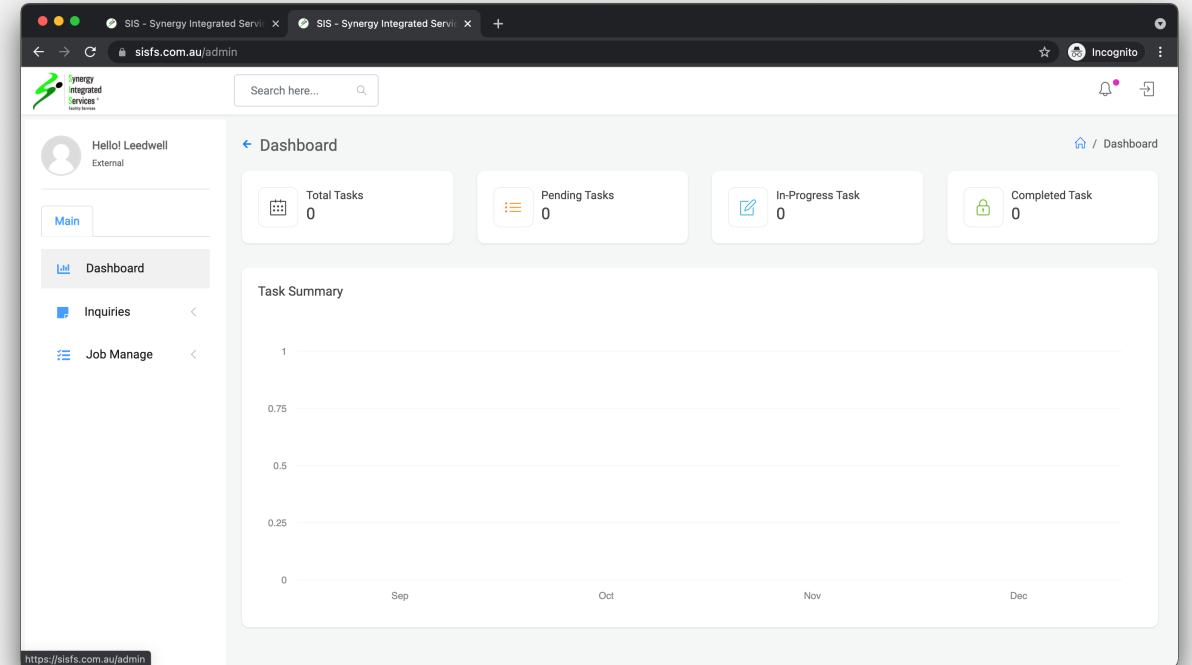 SIS - Synergy Integrated Servic
SIS - Synergy Integrated Servic
sisfs.com.au/admin
Incognito
Synergy
Integrated
Services
Facility Services
Search here...
Hello! Leedwell
External
Main
Dashboard
Inquiries
Job Manage
Dashboard
/ Dashboard
Total Tasks
0
Pending Tasks
0
In-Progress Task
0
Completed Task
0
Task Summary
1
0.75
0.5
0.25
0
Sep Oct Nov Dec
https://sisfs.com.au/admin